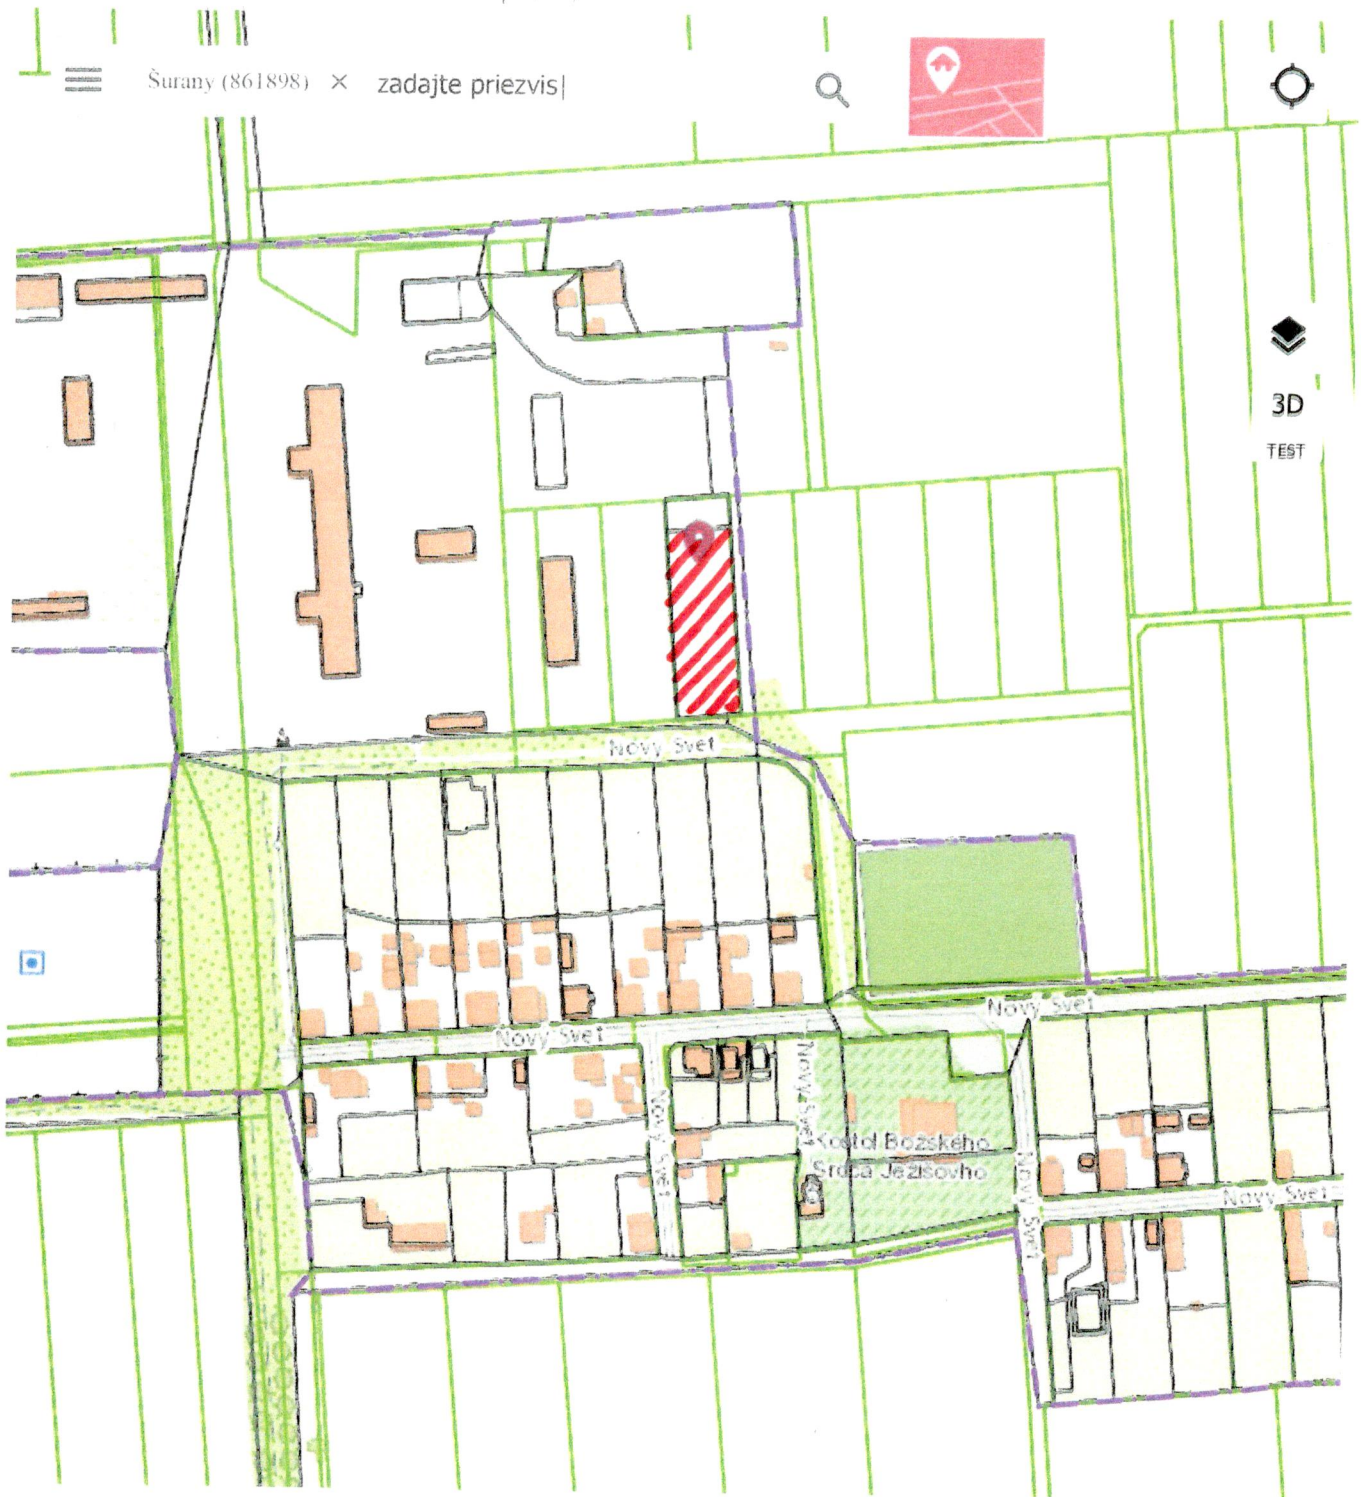 Šurany (861898) × zadajte priezvis
3D
TEST
Nový Svet
Nový Svet
Nový Svet
Nový Svet
Nový Svet
Kostol Božského
Srdca Ježišovho
Nový Svet
Nový Svet